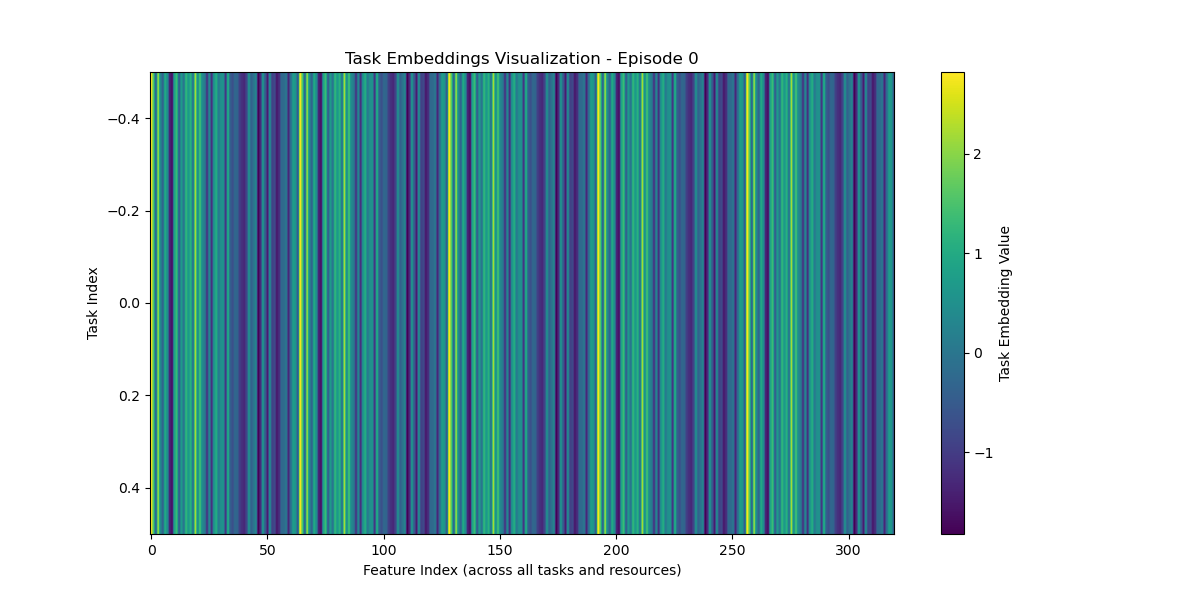 Task Embeddings Visualization - Episode 0
−0.4
−0.2
0.0
0.2
0.4
Task Index
0 50 100 150 200 250 300
Feature Index (across all tasks and resources)
2
1
0
−1
Task Embedding Value